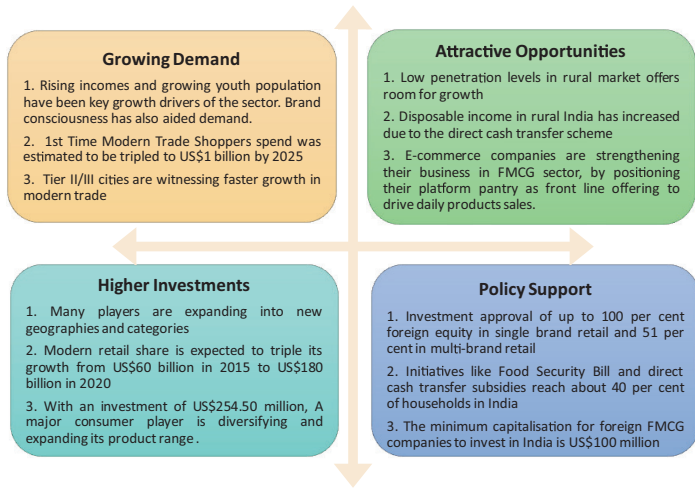 Growing Demand
1. Rising incomes and growing youth population
have been key growth drivers of the sector. Brand
consciousness has also aided demand.
2. 1st Time Modern Trade Shoppers spend was
estimated to be tripled to US$1 billion by 2025
3. Tier II/III cities are witnessing faster growth in
modern trade
Attractive Opportunities
1. Low penetration levels in rural market offers
room for growth
2. Disposable income in rural India has increased
due to the direct cash transfer scheme
3. E-commerce companies are strengthening
their business in FMCG sector, by positioning
their platform pantry as front line offering to
drive daily products sales.
Higher Investments
1. Many players are expanding into new
geographies and categories
2. Modern retail share is expected to triple its
growth from US$60 billion in 2015 to US$180
billion in 2020
3. With an investment of US$254.50 million, A
major consumer player is diversifying and
expanding its product range.
Policy Support
1. Investment approval of up to 100 per cent
foreign equity in single brand retail and 51 per
cent in multi-brand retail
2. Initiatives like Food Security Bill and direct
cash transfer subsidies reach about 40 per cent
of households in India
3. The minimum capitalisation for foreign FMCG
companies to invest in India is US$100 million